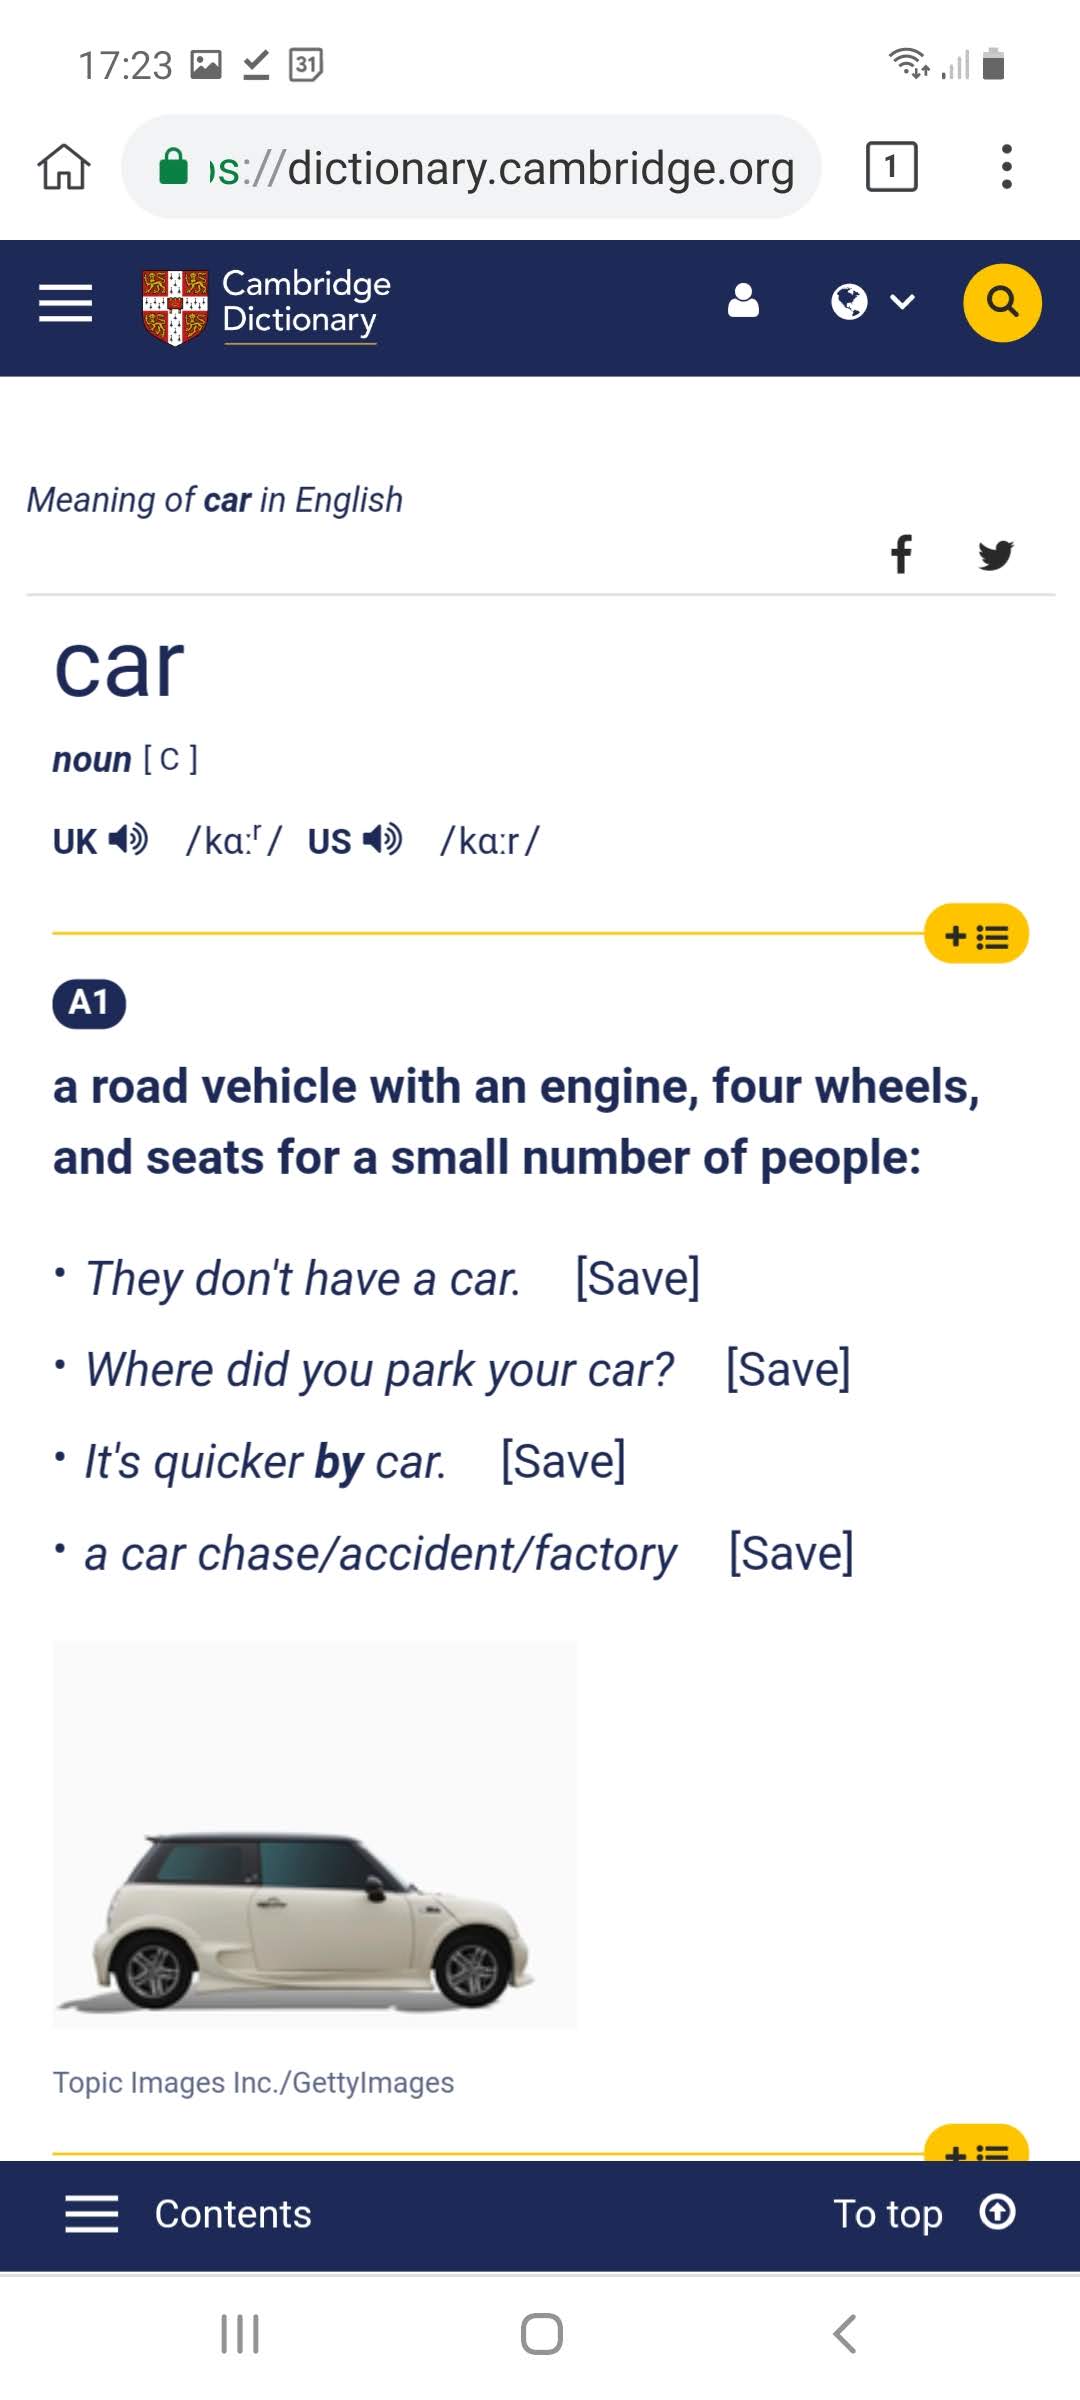 17:23 31
s://dictionary.cambridge.org 1
Cambridge
Dictionary
Meaning of car in English
car
noun [ C ]
UK /kɑːʳ/ US /kɑːr/
A1
a road vehicle with an engine, four wheels,
and seats for a small number of people:
• They don't have a car. [Save]
• Where did you park your car? [Save]
• It's quicker by car. [Save]
• a car chase/accident/factory [Save]
Topic Images Inc./GettyImages
Contents To top